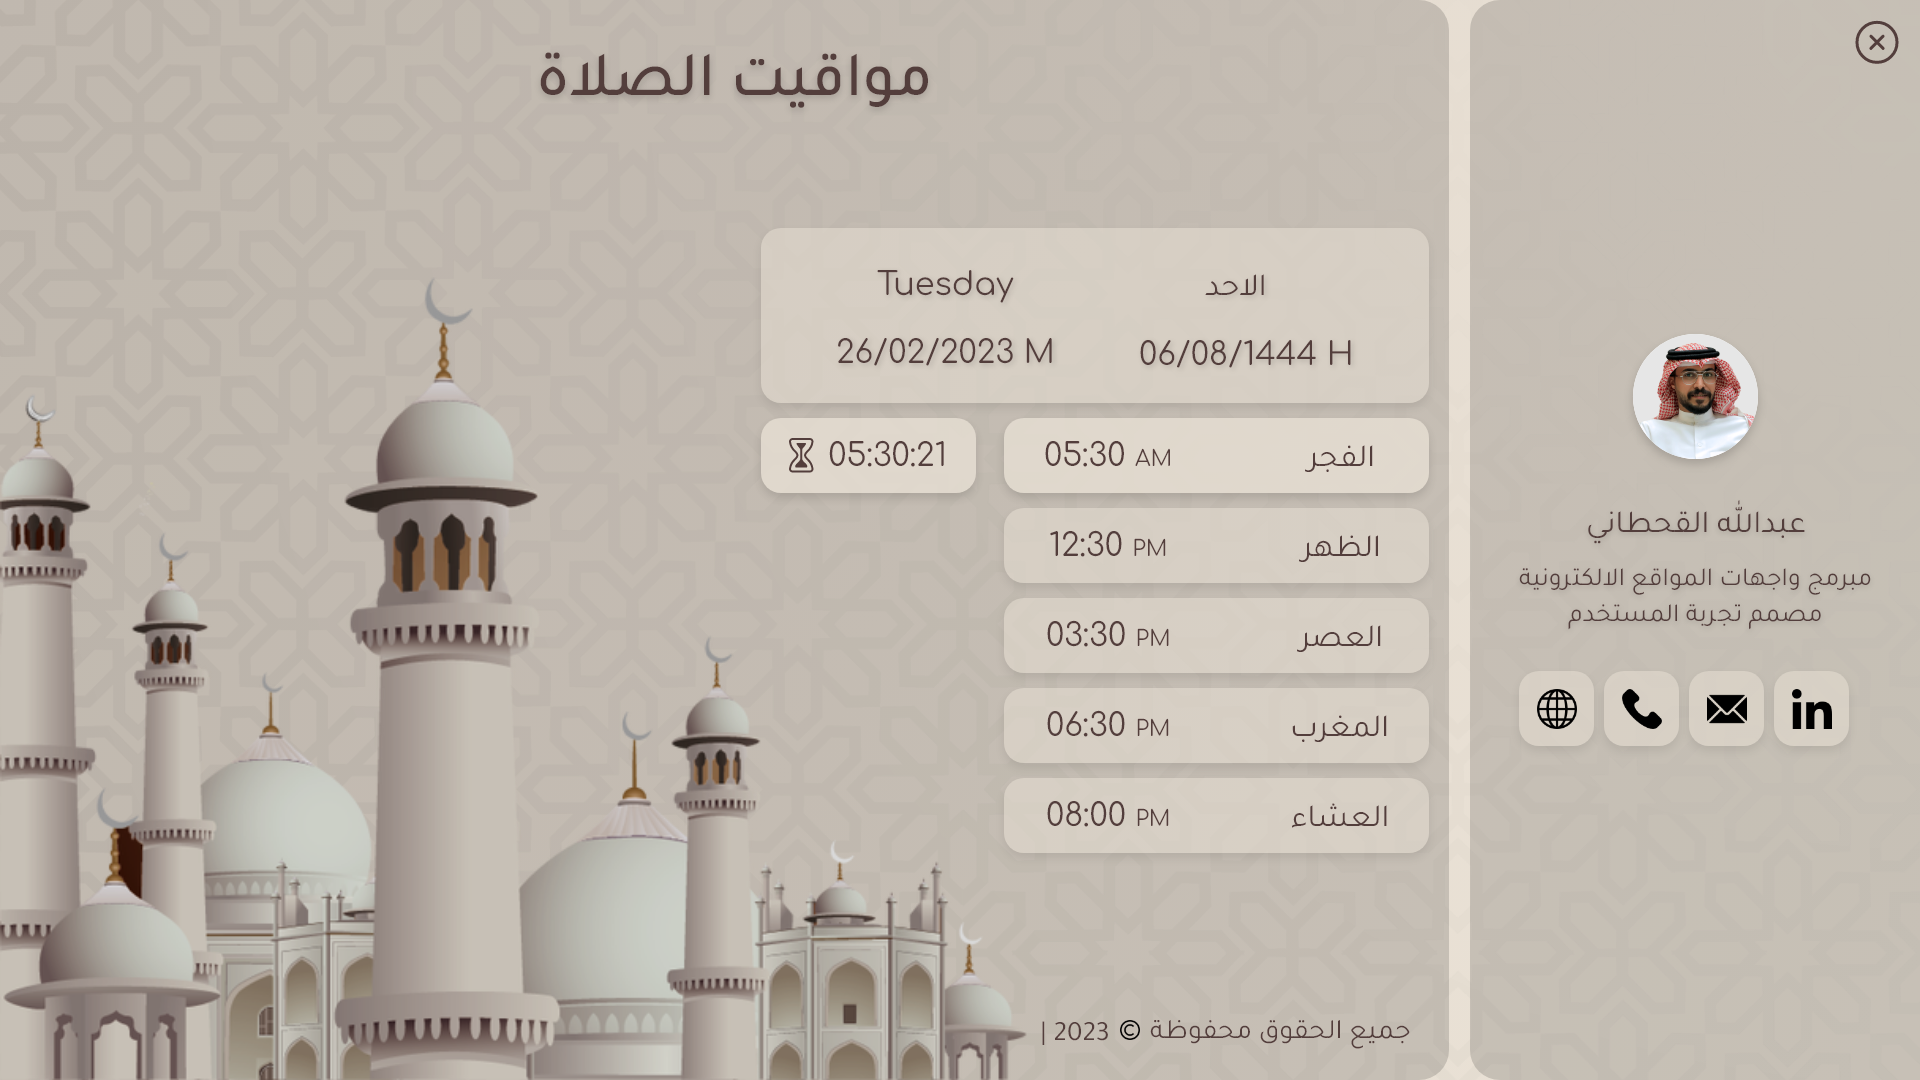 مواقيت الصلاة
الاحد
Tuesday
06/08/1444 H
26/02/2023 M
الفجر 05:30 AM
05:30:21
الظهر 12:30 PM
العصر 03:30 PM
المغرب 06:30 PM
العشاء 08:00 PM
جميع الحقوق محفوظة © 2023 |
عبدالله القحطاني
مبرمج واجهات المواقع الالكترونية
مصمم تجربة المستخدم
in